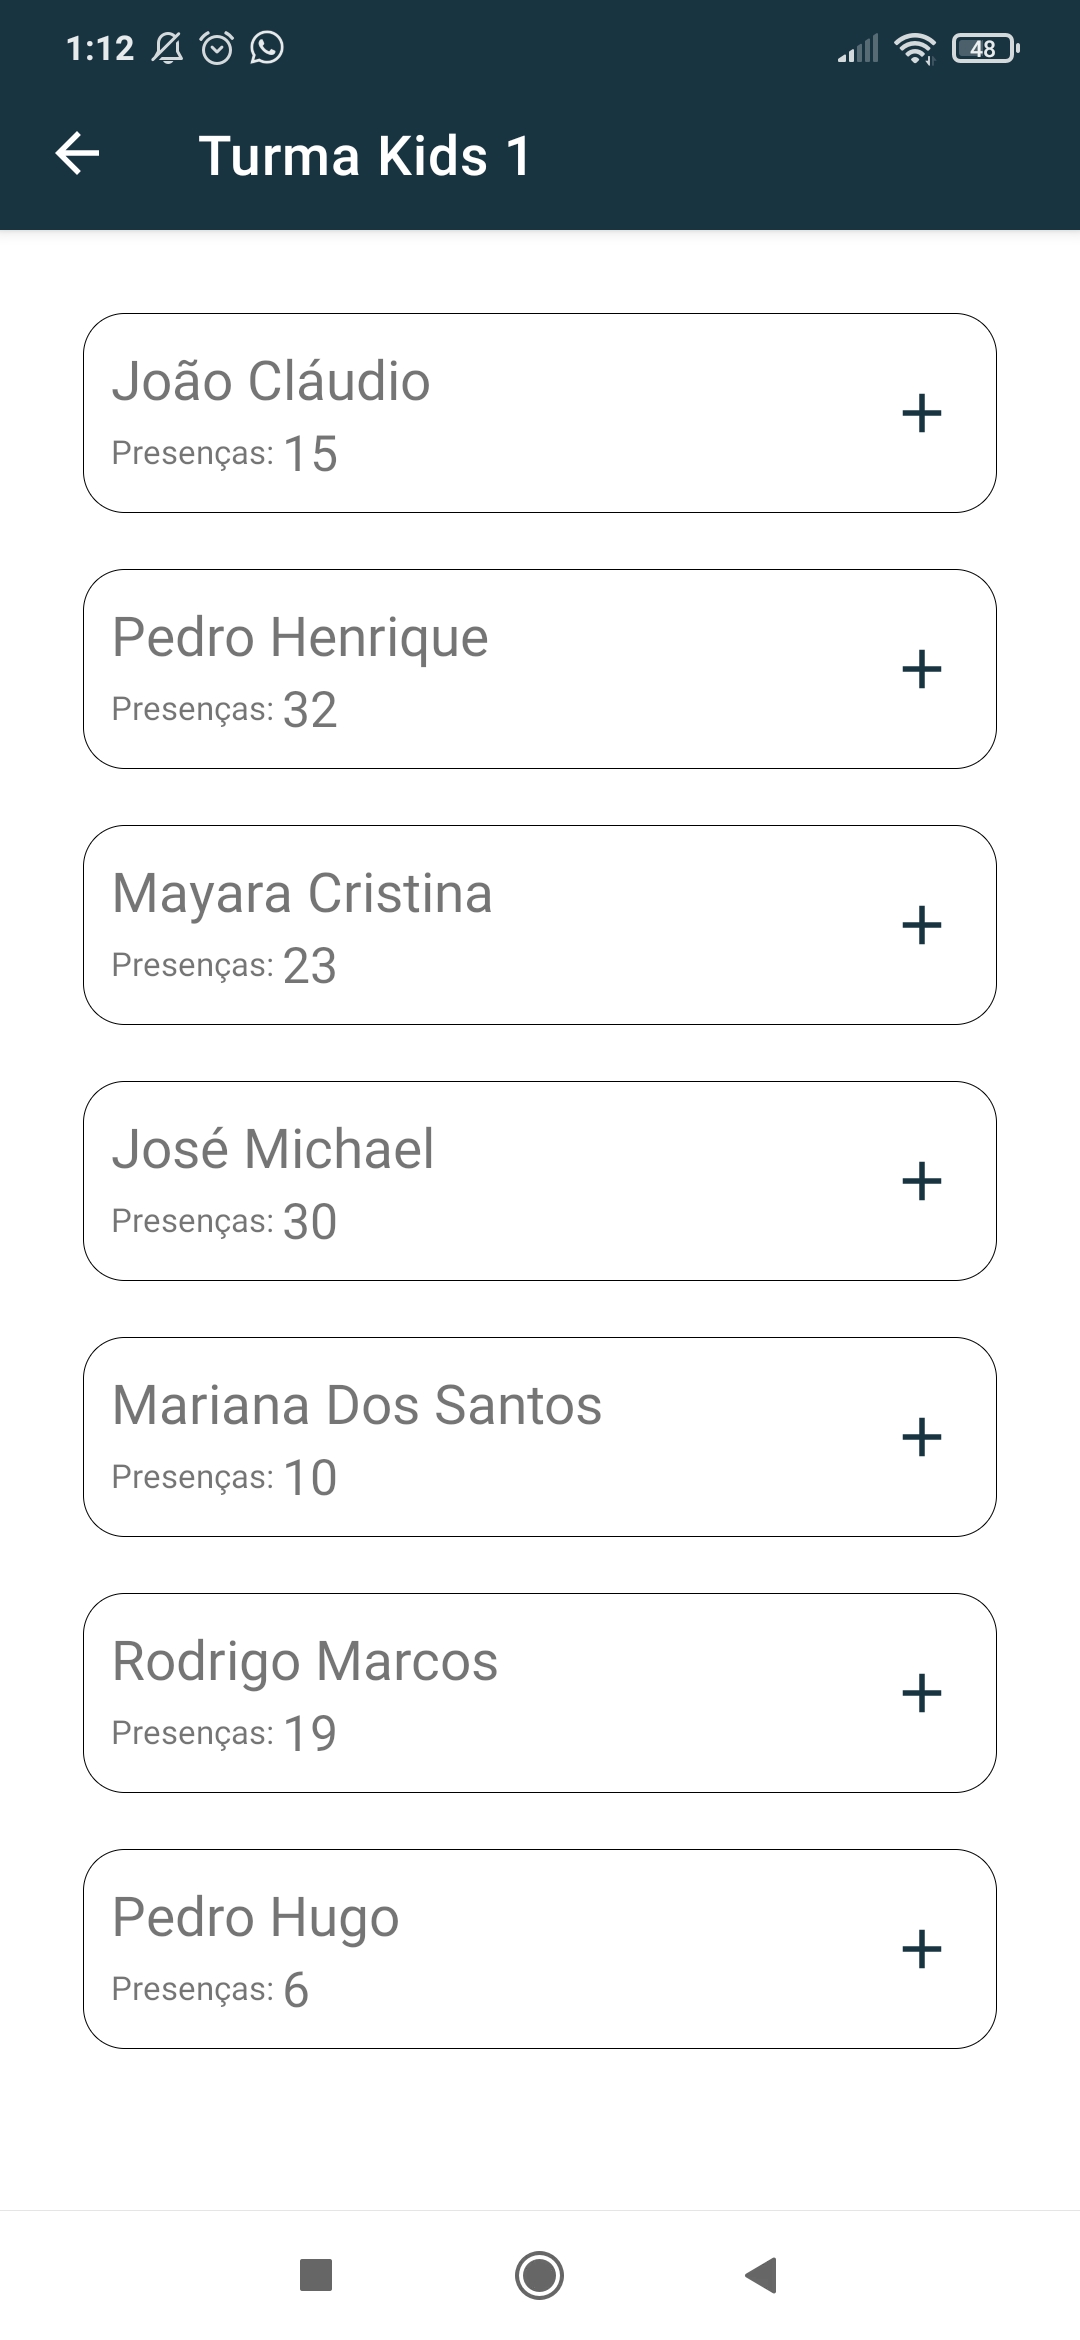 1:12
48
Turma Kids 1
João Cláudio
Presenças: 15
Pedro Henrique
Presenças: 32
Mayara Cristina
Presenças: 23
José Michael
Presenças: 30
Mariana Dos Santos
Presenças: 10
Rodrigo Marcos
Presenças: 19
Pedro Hugo
Presenças: 6